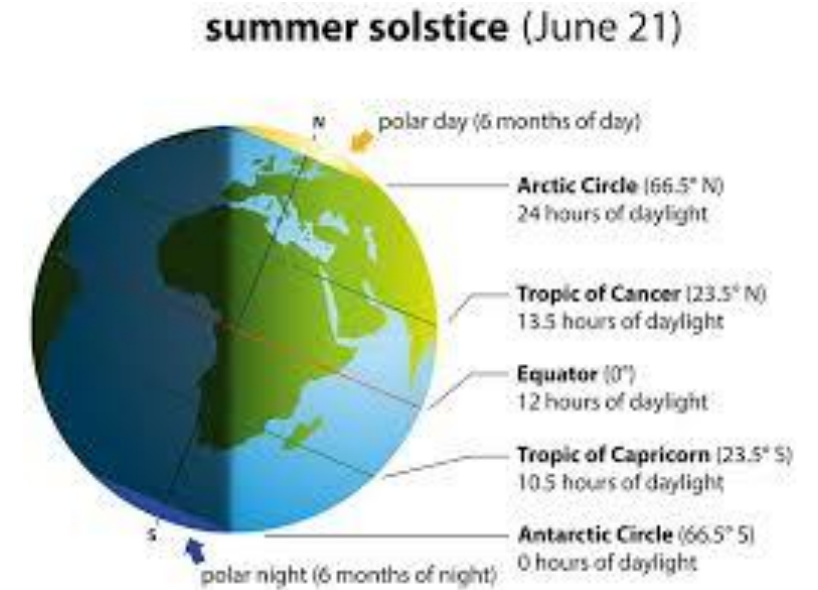 summer solstice (June 21)
N
polar day (6 months of day)
Arctic Circle (66.5° N)
24 hours of daylight
Tropic of Cancer (23.5° N)
13.5 hours of daylight
Equator (0°)
12 hours of daylight
Tropic of Capricorn (23.5° S)
10.5 hours of daylight
Antarctic Circle (66.5° S)
0 hours of daylight
S
polar night (6 months of night)